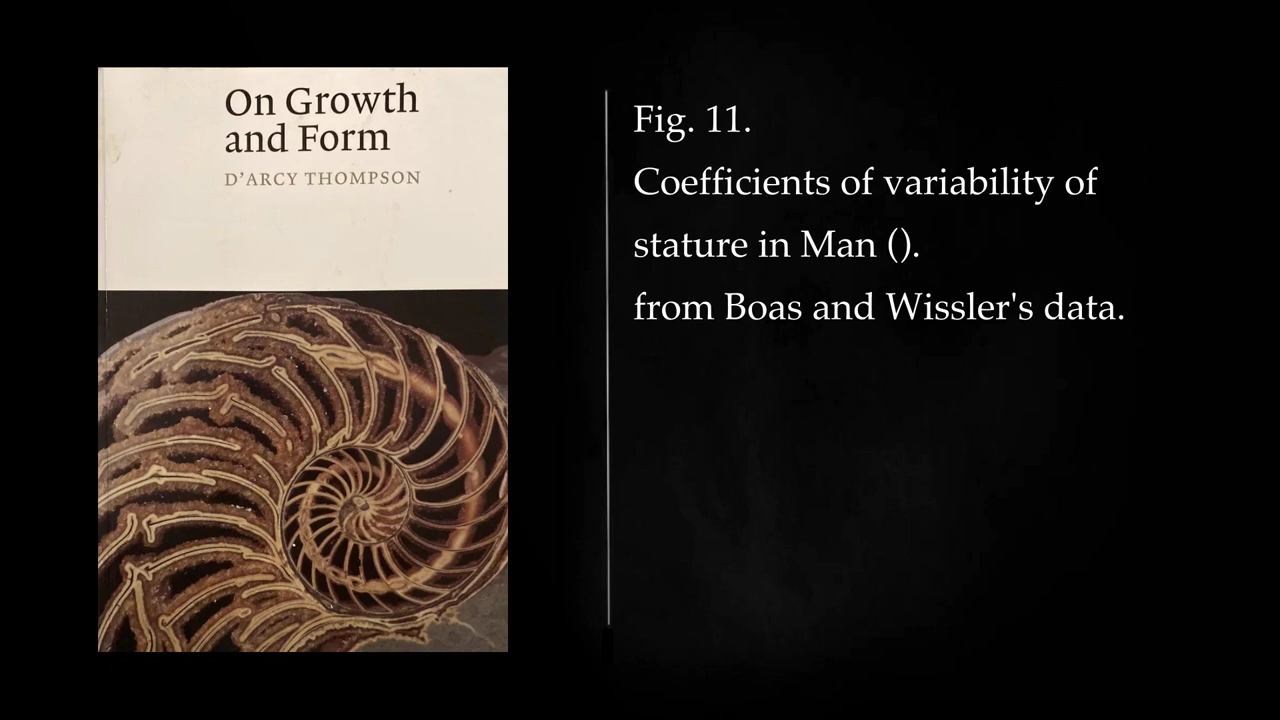 On Growth
and Form
D'ARCY THOMPSON
Fig. 11.
Coefficients of variability of
stature in Man ().
from Boas and Wissler's data.